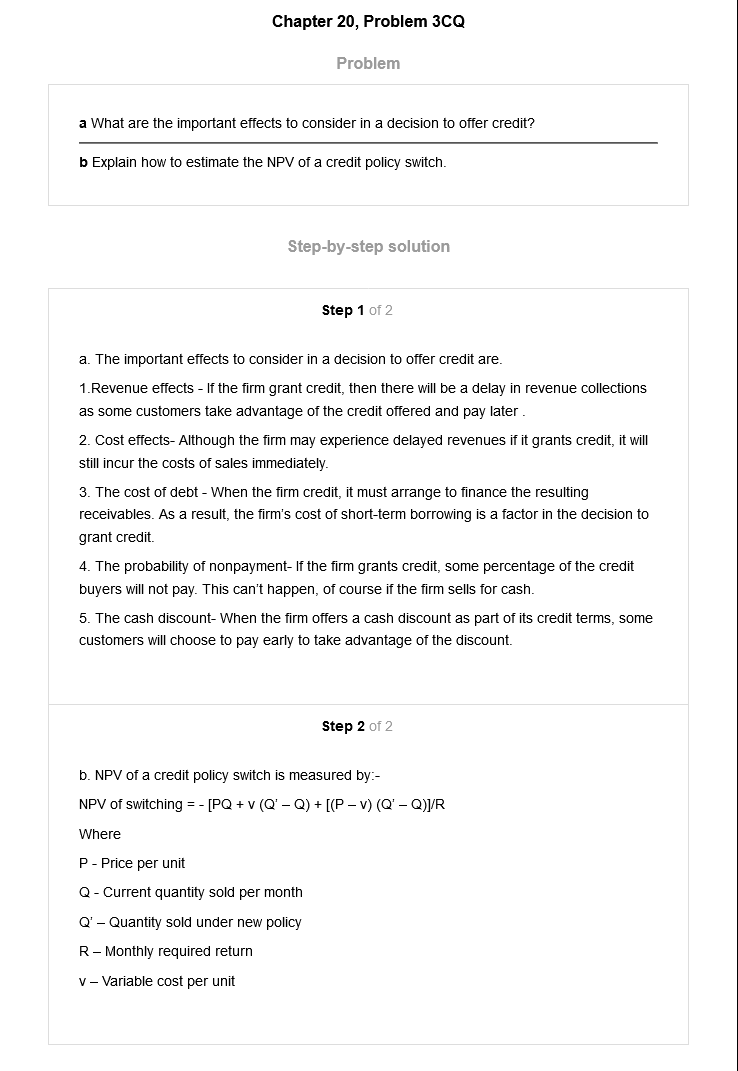 Chapter 20, Problem 3CQ
Problem
a What are the important effects to consider in a decision to offer credit?
b Explain how to estimate the NPV of a credit policy switch.
Step-by-step solution
Step 1 of 2
a. The important effects to consider in a decision to offer credit are.
1.Revenue effects - If the firm grant credit, then there will be a delay in revenue collections
as some customers take advantage of the credit offered and pay later .
2. Cost effects- Although the firm may experience delayed revenues if it grants credit, it will
still incur the costs of sales immediately.
3. The cost of debt - When the firm credit, it must arrange to finance the resulting
receivables. As a result, the firm's cost of short-term borrowing is a factor in the decision to
grant credit.
4. The probability of nonpayment- If the firm grants credit, some percentage of the credit
buyers will not pay. This can't happen, of course if the firm sells for cash.
5. The cash discount- When the firm offers a cash discount as part of its credit terms, some
customers will choose to pay early to take advantage of the discount.
Step 2 of 2
b. NPV of a credit policy switch is measured by:-
NPV of switching = - [PQ + v (Q' – Q) + [(P – v) (Q' – Q)]/R
Where
P - Price per unit
Q - Current quantity sold per month
Q' – Quantity sold under new policy
R – Monthly required return
v – Variable cost per unit